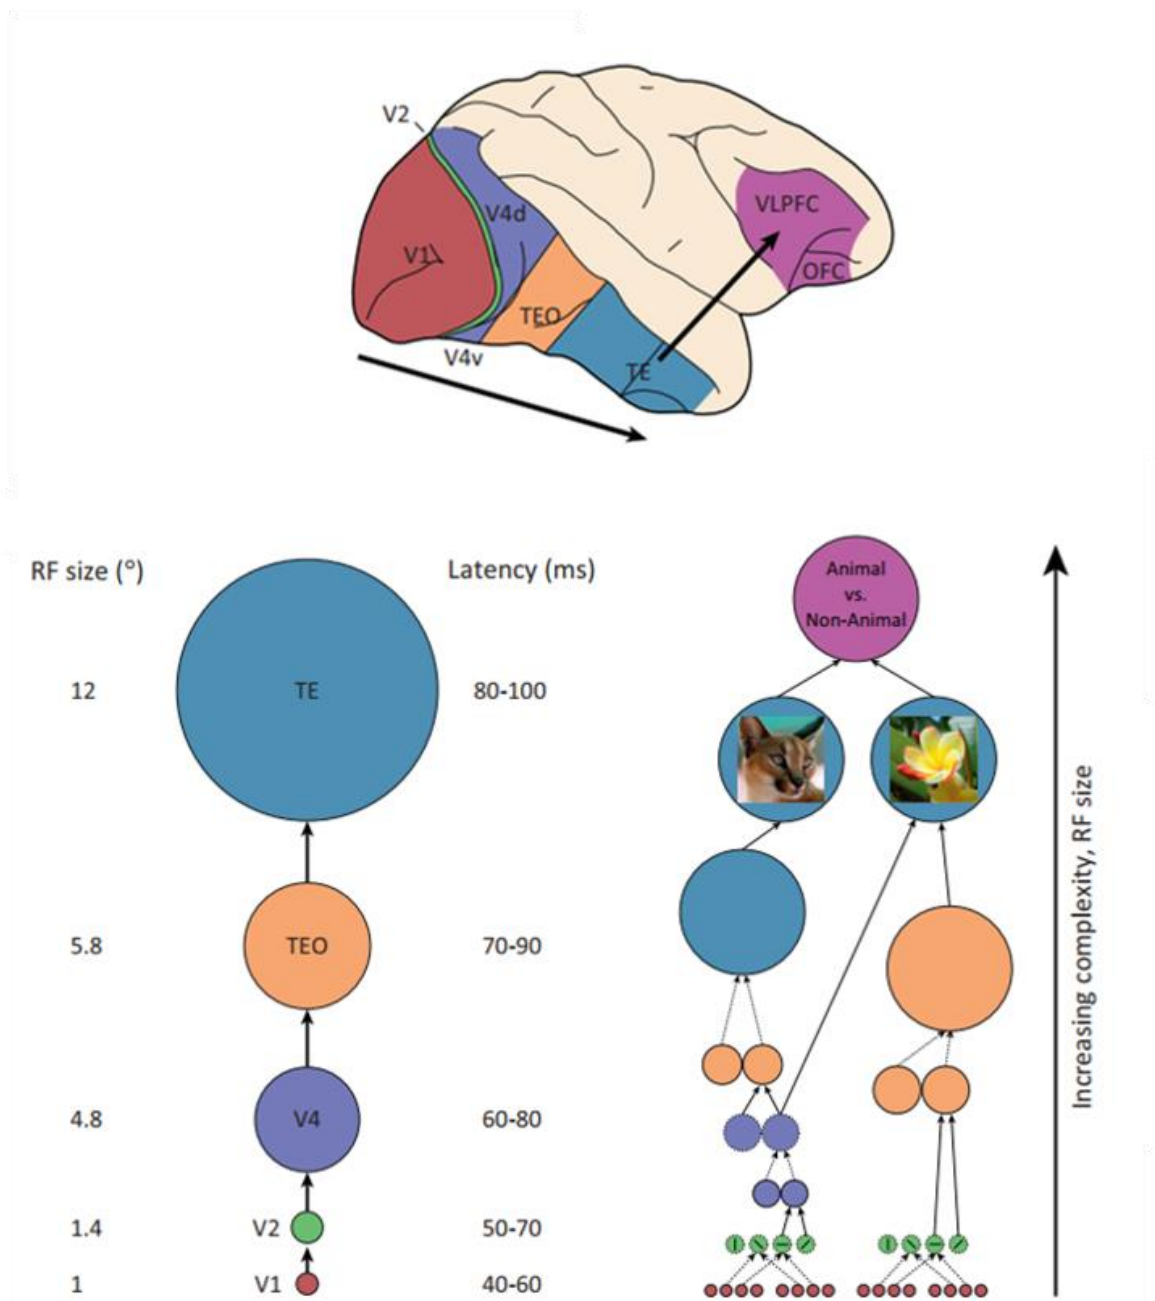 V2
V4d
VLPFC
V1
OFC
TEO
V4v
TE
RF size (°)
Latency (ms)
12
TE
80-100
5.8
TEO
70-90
4.8
V4
60-80
1.4
V2
50-70
1
V1
40-60
Animal
vs.
Non-Animal
Increasing complexity, RF size